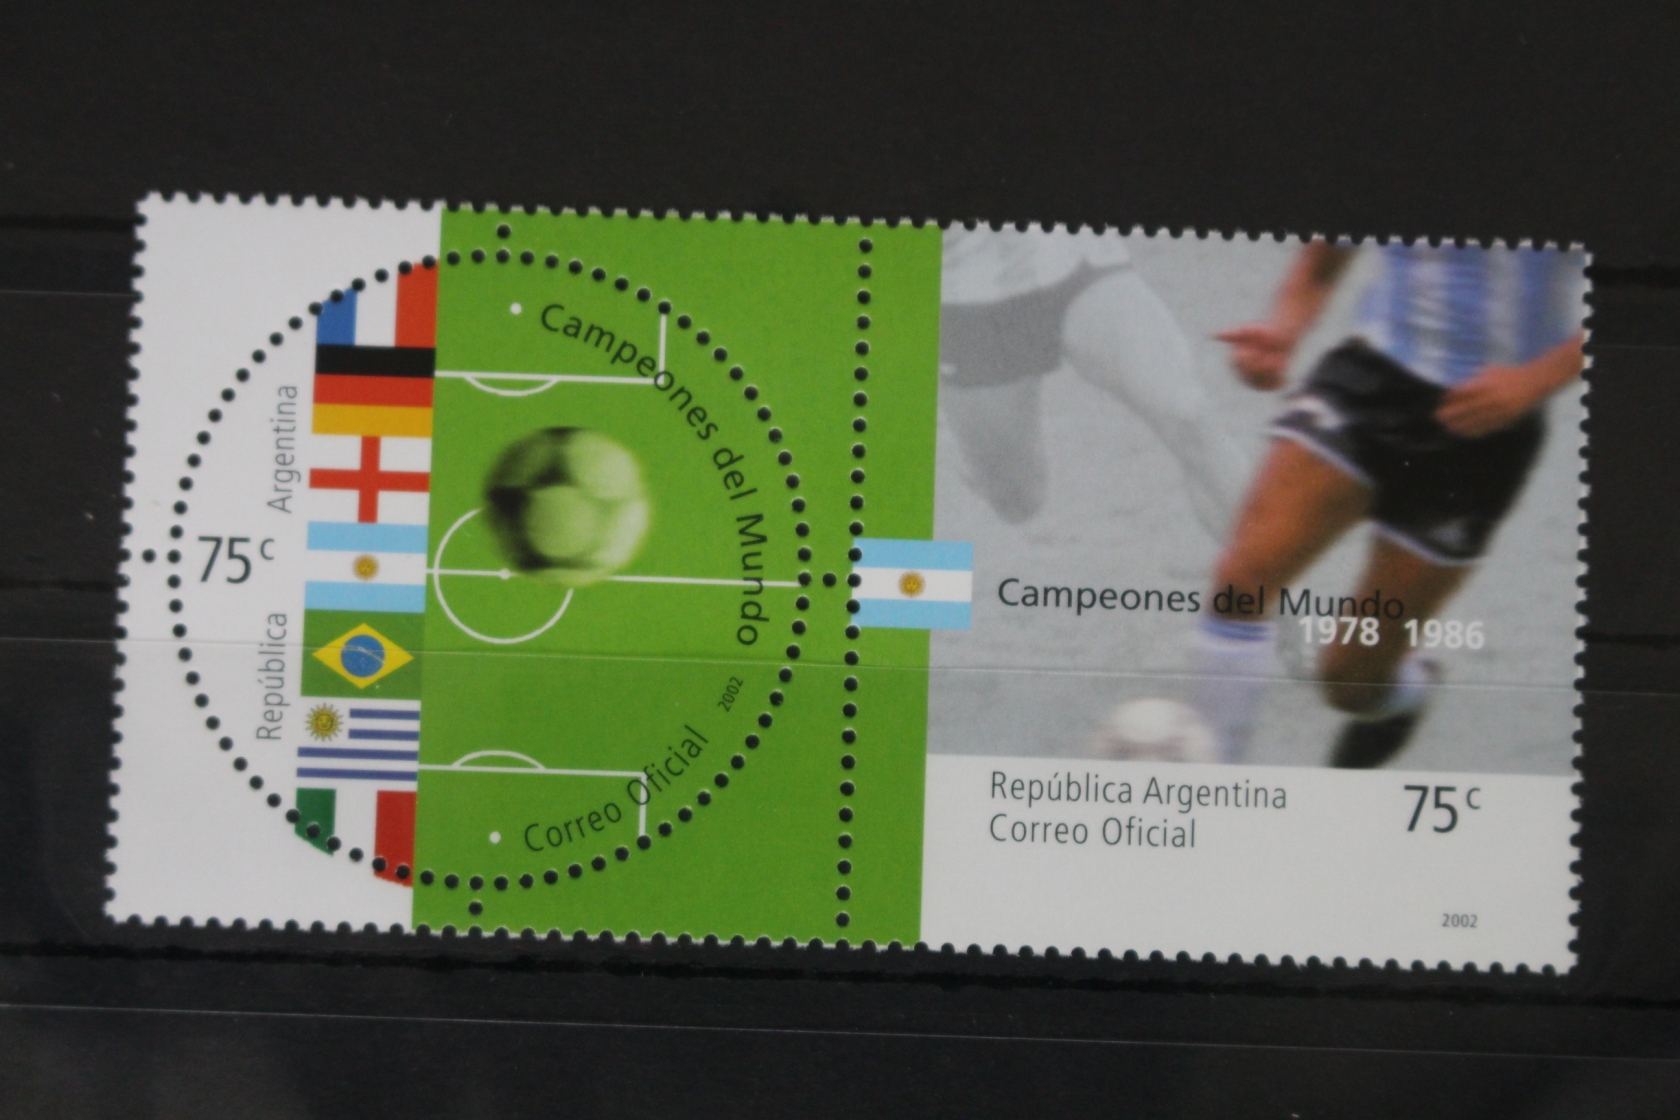 República Argentina
75c
Campeones del Mundo
Correo Oficial 2002
Campeones del Mundo
1978 1986
República Argentina
Correo Oficial
75c
2002